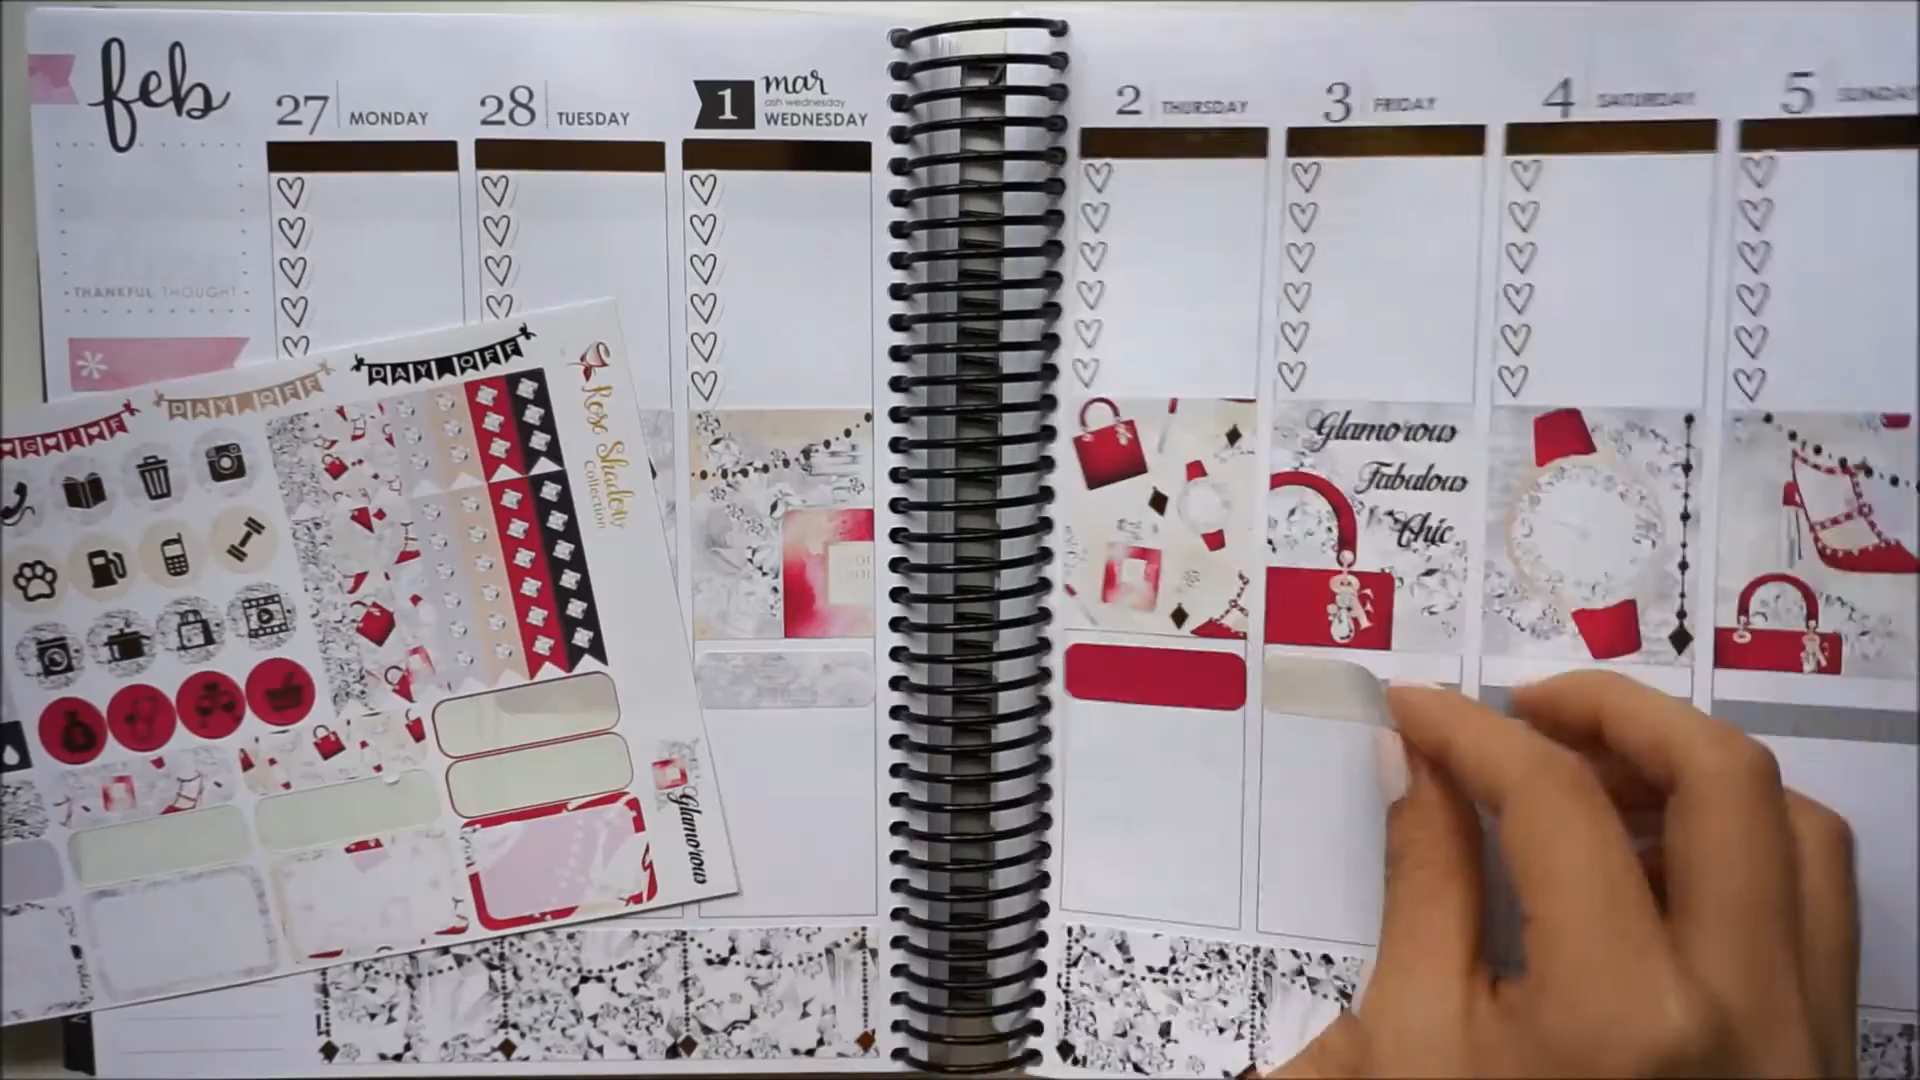 feb
27 MONDAY
28 TUESDAY
1 mar
ash wednesday
WEDNESDAY
2 THURSDAY
3 FRIDAY
4 SATURDAY
5 SUNDAY
THANKFUL THOUGHT
DAY OFF
DAY OFF
Rose Shadow
Collection
Glamorous
Fabulous
Chic
Glamorous